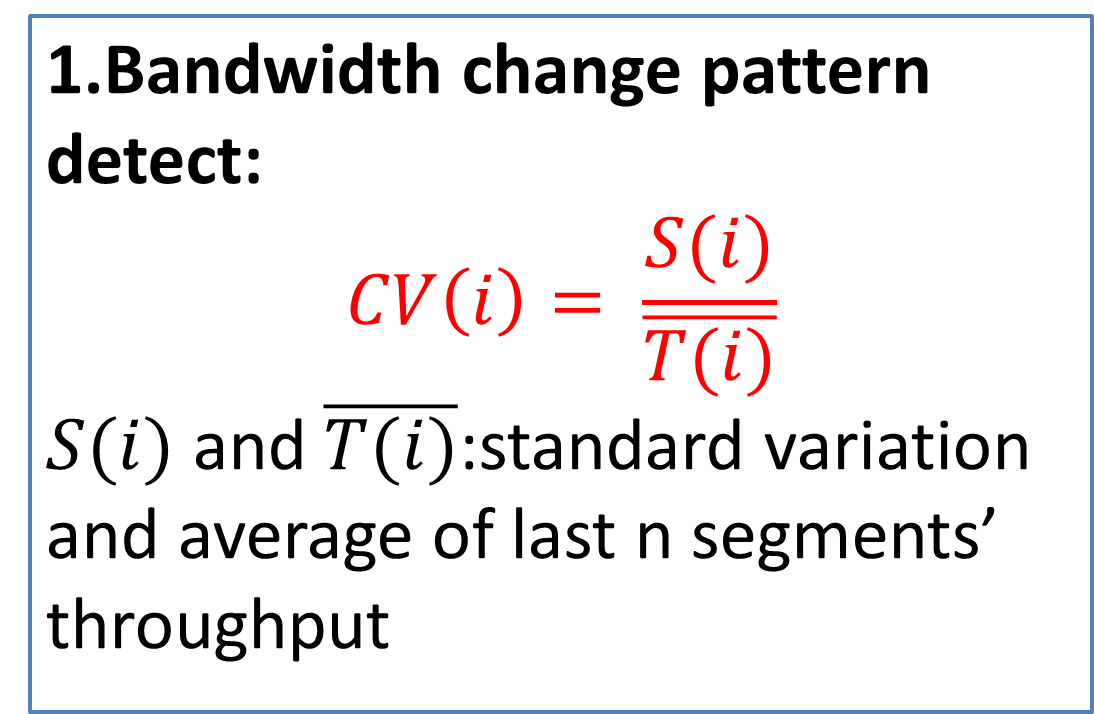 1.Bandwidth change pattern
detect:
CV(i) = S(i) / T̅(̅i̅)̅
S(i) and T̅(̅i̅)̅:standard variation
and average of last n segments’
throughput